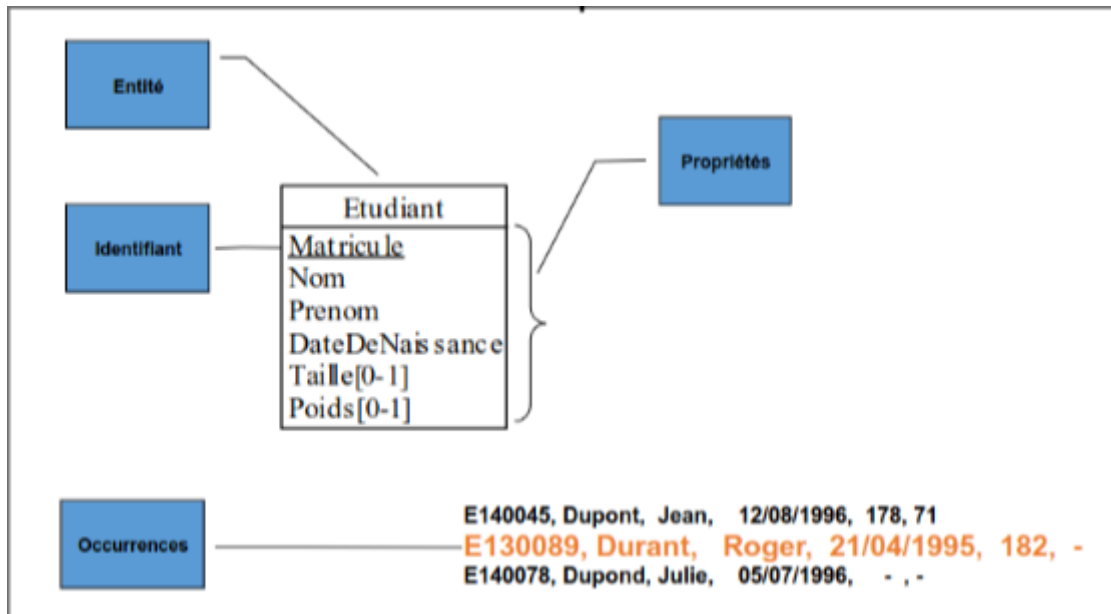 Entité
Propriétés
Identifiant
Etudiant
Matricule
Nom
Prenom
DateDeNaissance
Taille[0-1]
Poids[0-1]
Occurrences
E140045, Dupont, Jean, 12/08/1996, 178, 71
E130089, Durant, Roger, 21/04/1995, 182, -
E140078, Dupond, Julie, 05/07/1996, - , -